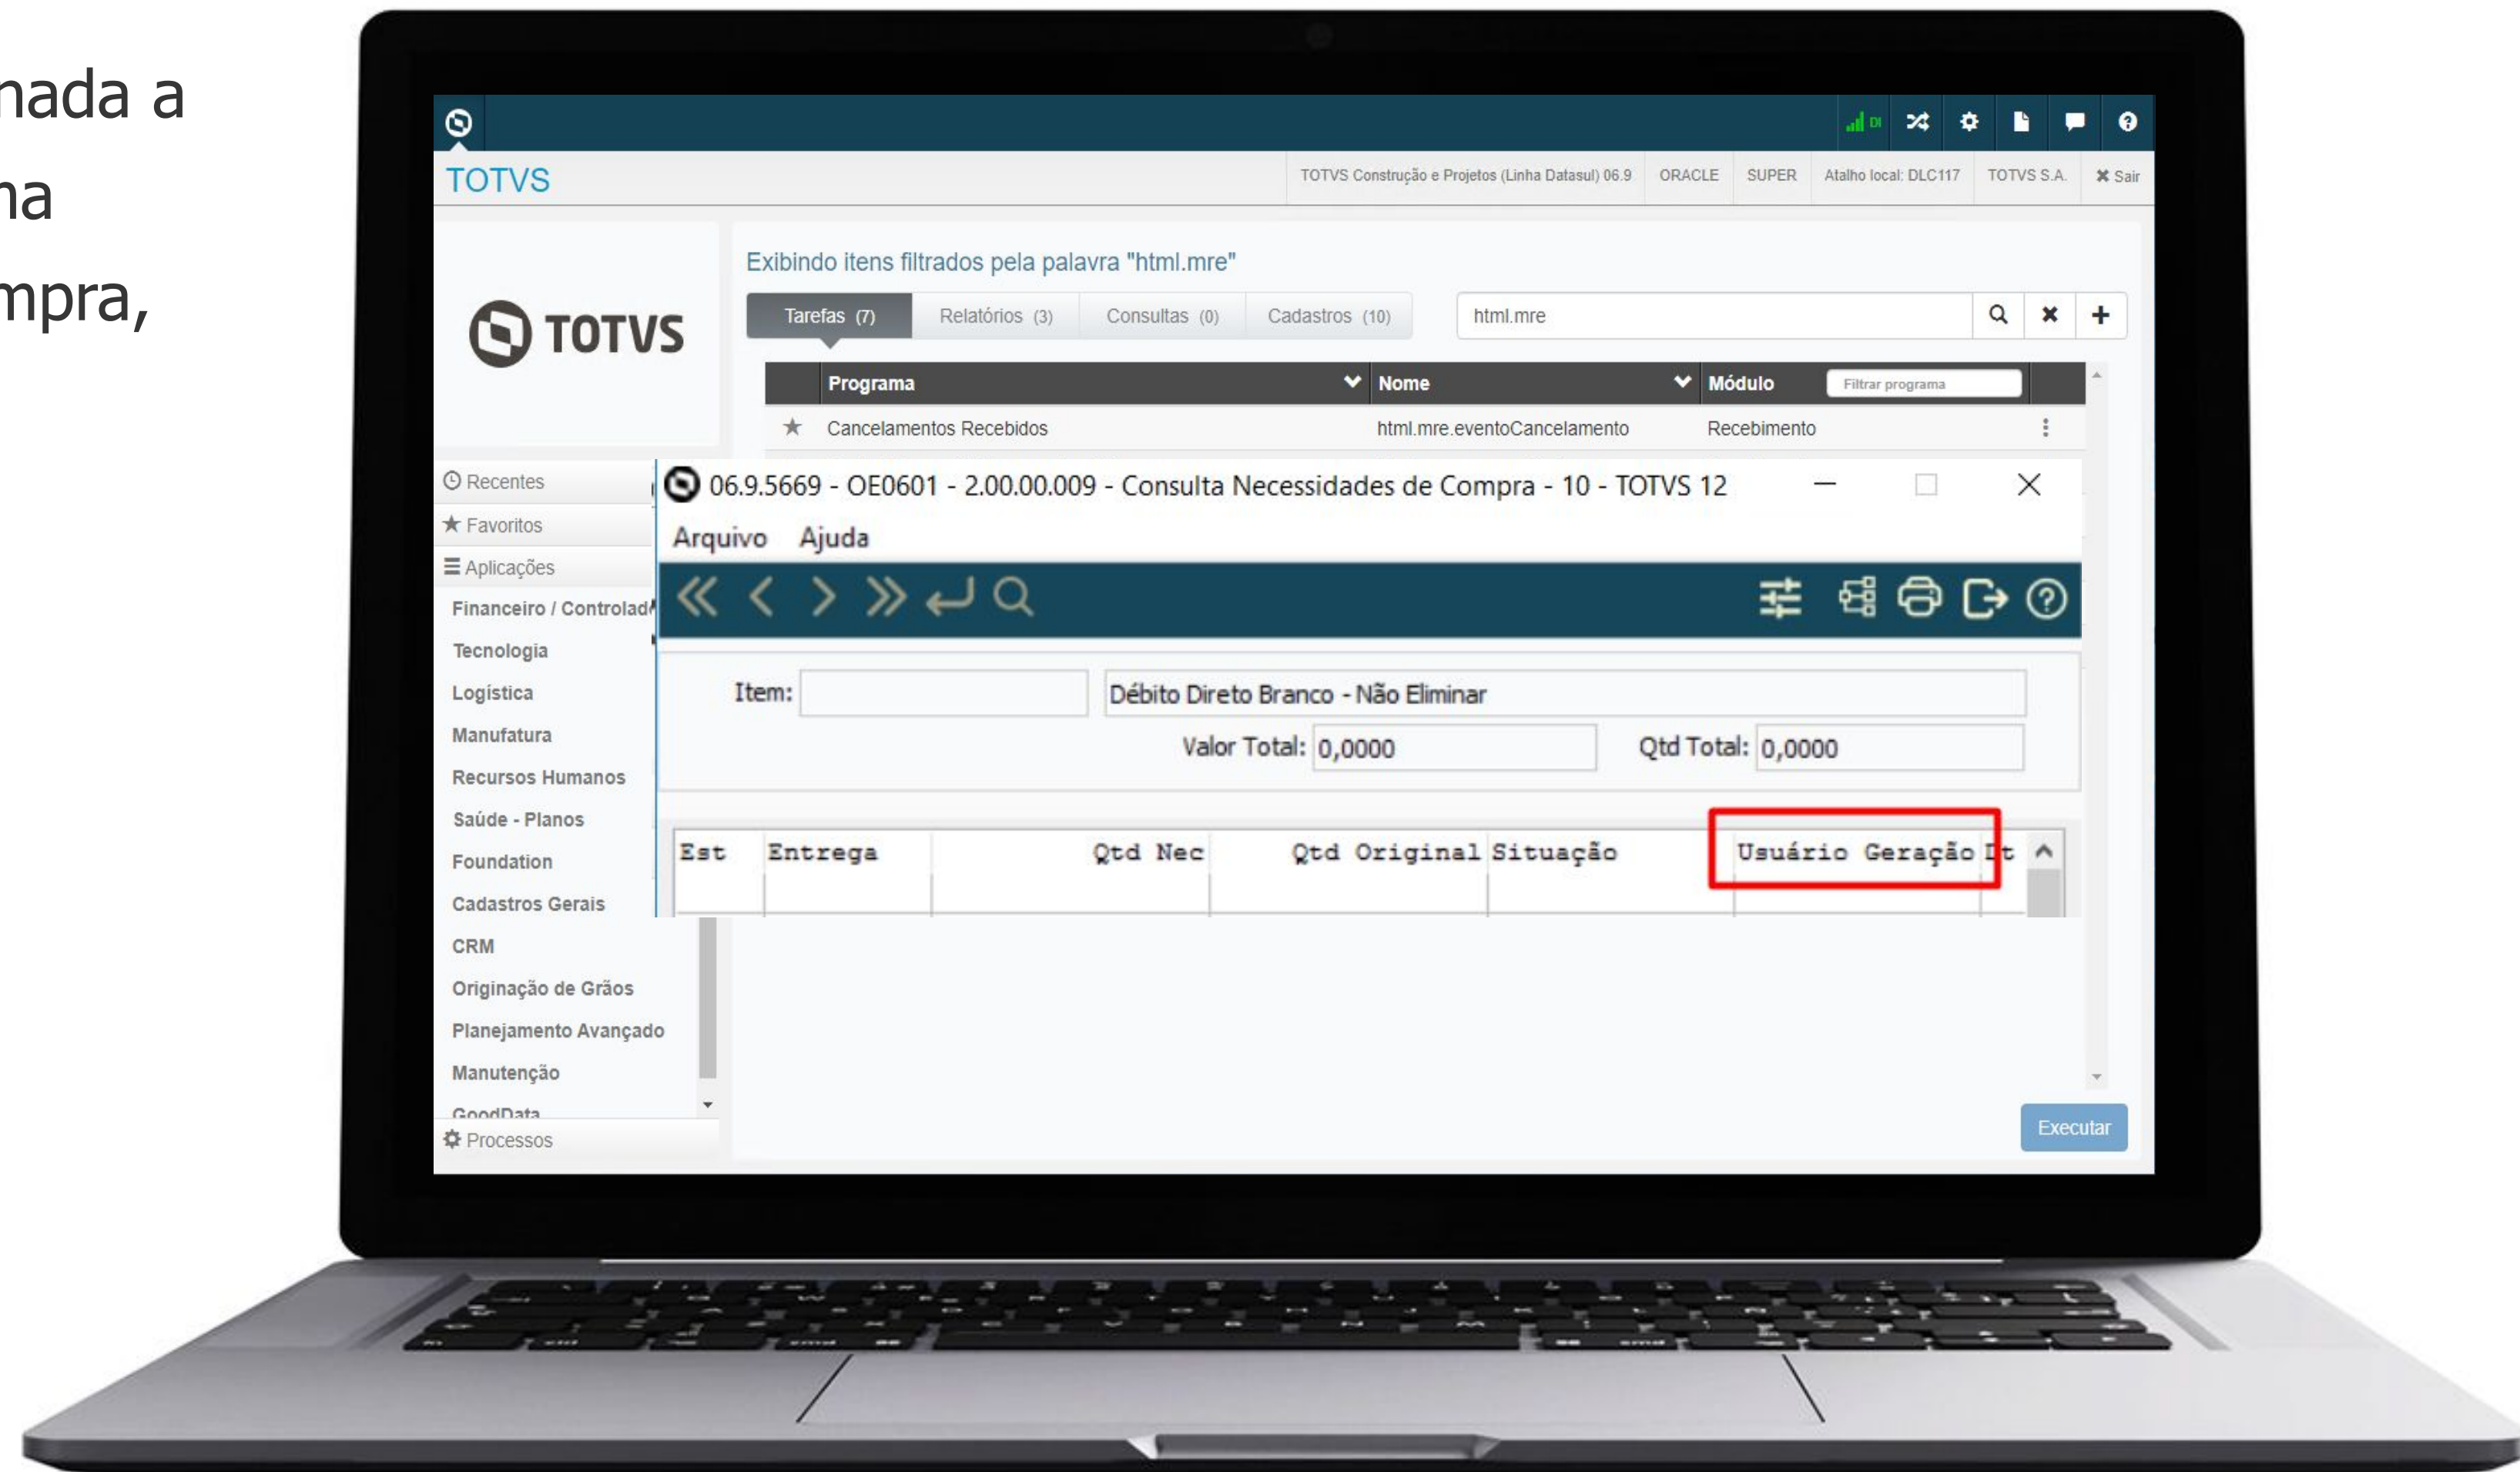 nada a
na
mpra,
DI
TOTVS
TOTVS Construção e Projetos (Linha Datasul) 06.9 ORACLE SUPER Atalho local: DLC117 TOTVS S.A. ✖ Sair
TOTVS
Exibindo itens filtrados pela palavra "html.mre"
Tarefas (7) Relatórios (3) Consultas (0) Cadastros (10) html.mre
Programa Nome Módulo Filtrar programa
★ Cancelamentos Recebidos html.mre.eventoCancelamento Recebimento
Recentes
★ Favoritos
Aplicações
Financeiro / Controlad
Tecnologia
Logística
Manufatura
Recursos Humanos
Saúde - Planos
Foundation
Cadastros Gerais
CRM
Originação de Grãos
Planejamento Avançado
Manutenção
GoodData
Processos
06.9.5669 - OE0601 - 2.00.00.009 - Consulta Necessidades de Compra - 10 - TOTVS 12
Arquivo Ajuda
Item: Débito Direto Branco - Não Eliminar
Valor Total: 0,0000 Qtd Total: 0,0000
Est Entrega Qtd Nec Qtd Original Situação Usuário Geração Dt
Executar